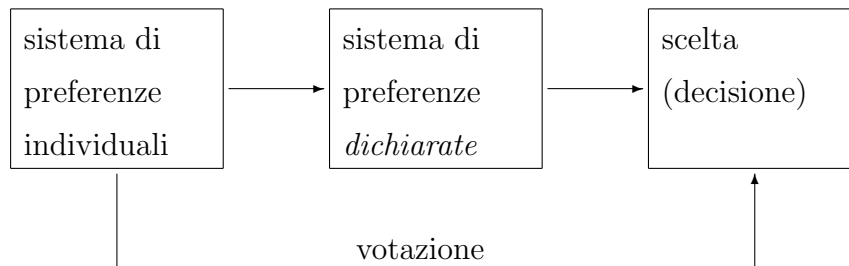 sistema di
preferenze
individuali
sistema di
preferenze
dichiarate
scelta
(decisione)
votazione